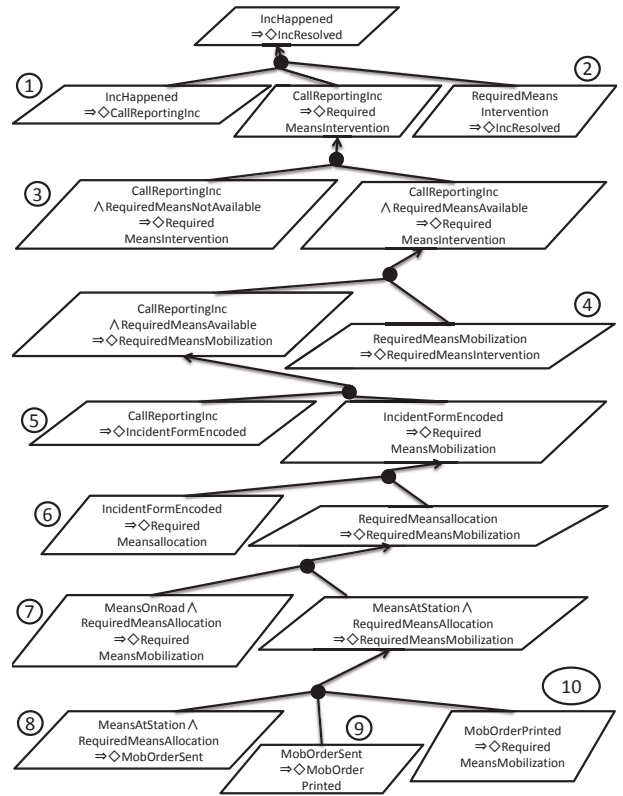 IncHappened
⇒◇IncResolved
①
②
IncHappened
⇒◇CallReportingInc
CallReportingInc
⇒◇Required
MeansIntervention
RequiredMeans
Intervention
⇒◇IncResolved
③
CallReportingInc
∧RequiredMeansNotAvailable
⇒◇Required
MeansIntervention
CallReportingInc
∧RequiredMeansAvailable
⇒◇Required
MeansIntervention
CallReportingInc
∧RequiredMeansAvailable
⇒◇RequiredMeansMobilization
④
RequiredMeansMobilization
⇒◇RequiredMeansIntervention
⑤
CallReportingInc
⇒◇IncidentFormEncoded
IncidentFormEncoded
⇒◇Required
MeansMobilization
⑥
IncidentFormEncoded
⇒◇Required
Meansallocation
RequiredMeansallocation
⇒◇RequiredMeansMobilization
⑦
MeansOnRoad∧
RequiredMeansAllocation
⇒◇Required
MeansMobilization
MeansAtStation∧
RequiredMeansAllocation
⇒◇RequiredMeansMobilization
⑧
MeansAtStation∧
RequiredMeansAllocation
⇒◇MobOrderSent
⑨
MobOrderSent
⇒◇MobOrder
Printed
10
MobOrderPrinted
⇒◇Required
MeansMobilization